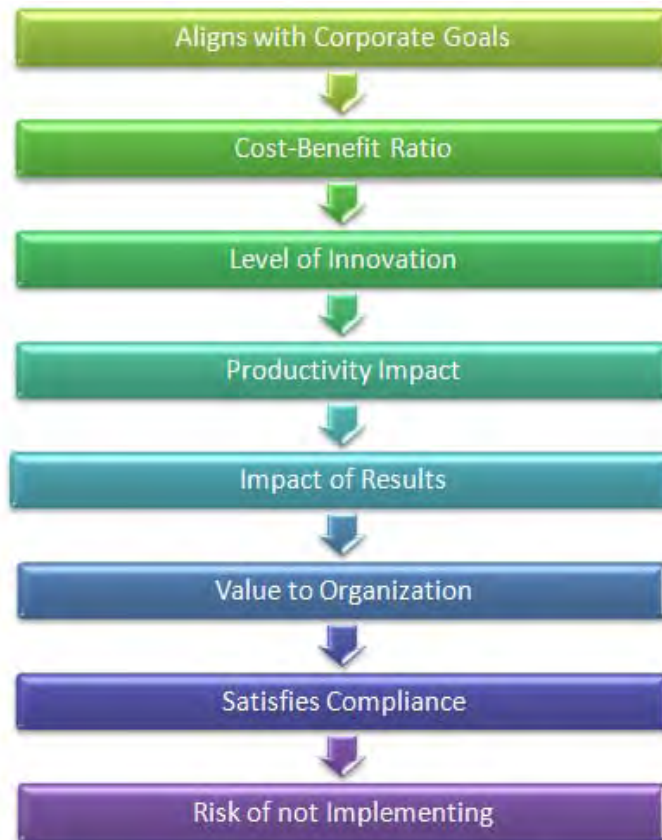 Aligns with Corporate Goals
Cost-Benefit Ratio
Level of Innovation
Productivity Impact
Impact of Results
Value to Organization
Satisfies Compliance
Risk of not Implementing